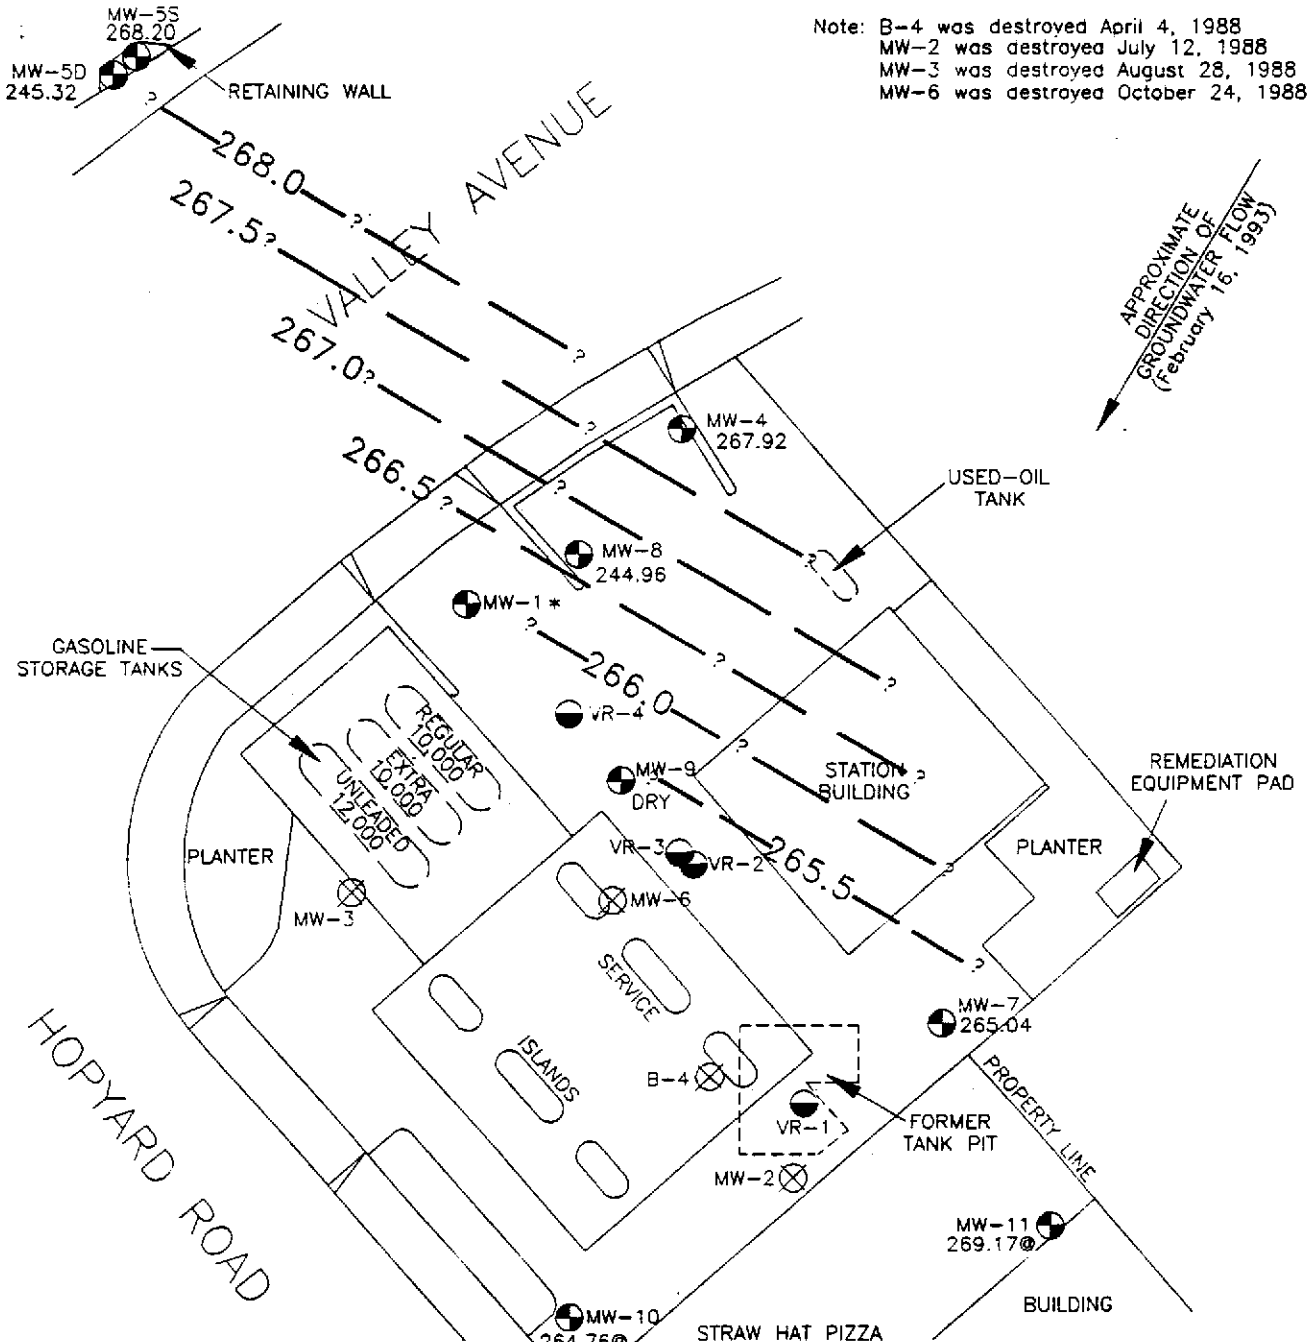 MW-5S
268.20
MW-5D
245.32
RETAINING WALL
Note: B-4 was destroyed April 4, 1988
MW-2 was destroyed July 12, 1988
MW-3 was destroyed August 28, 1988
MW-6 was destroyed October 24, 1988
VALLEY AVENUE
APPROXIMATE
DIRECTION OF
GROUNDWATER FLOW
(February 16, 1993)
?
268.0
?
?
267.5?
?
?
267.0?
?
?
266.5 ?
?
?
?
266.0
?
?
?
265.5
?
MW-4
267.92
USED-OIL
TANK
MW-8
244.96
MW-1 *
GASOLINE
STORAGE TANKS
REGULAR
10,000
EXTRA
10,000
UNLEADED
12,000
VR-4
MW-9
DRY
STATION
BUILDING
REMEDIATION
EQUIPMENT PAD
PLANTER
PLANTER
VR-3
VR-2
MW-3
MW-6
SERVICE
ISLANDS
MW-7
265.04
B-4
VR-1
FORMER
TANK PIT
PROPERTY LINE
MW-2
HOPYARD ROAD
MW-11
269.17@
BUILDING
MW-10
264.76@
STRAW HAT PIZZA